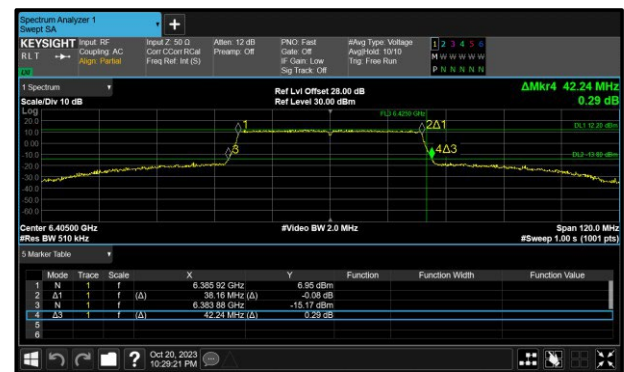 Spectrum Analyzer 1
Swept SA
+
KEYSIGHT Input: RF Input Z: 50 Ω Atten: 12 dB PNO: Fast #Avg Type: Voltage 1 2 3 4 5 6
R L T Coupling: AC Corr CCorr RCal Preamp: Off Gate: Off Avg|Hold: 10/10 M W W W W W
Align: Partial Freq Ref: Int (S) IF Gain: Low Trig: Free Run P N N N N N
Sig Track: Off
1 Spectrum Ref Lvl Offset 28.00 dB ΔMkr4 42.24 MHz
Scale/Div 10 dB Ref Level 30.00 dBm 0.29 dB
Log
20.0
10.0 1 2Δ1 DL1 12.20 dBm
0.00
-10.0 3 4Δ3
-20.0
-30.0
-40.0
-50.0
-60.0
Center 6.40500 GHz #Video BW 2.0 MHz Span 120.0 MHz
#Res BW 510 kHz #Sweep 1.00 s (1001 pts)
5 Marker Table
Mode Trace Scale X Y Function Function Width Function Value
1 N 1 f 6.385 92 GHz 6.95 dBm
2 Δ1 1 f (Δ) 38.16 MHz (Δ) -0.08 dB
3 N 1 f 6.383 88 GHz -15.17 dBm
4 Δ3 1 f (Δ) 42.24 MHz (Δ) 0.29 dB
5
6
? Oct 20, 2023
10:29:21 PM